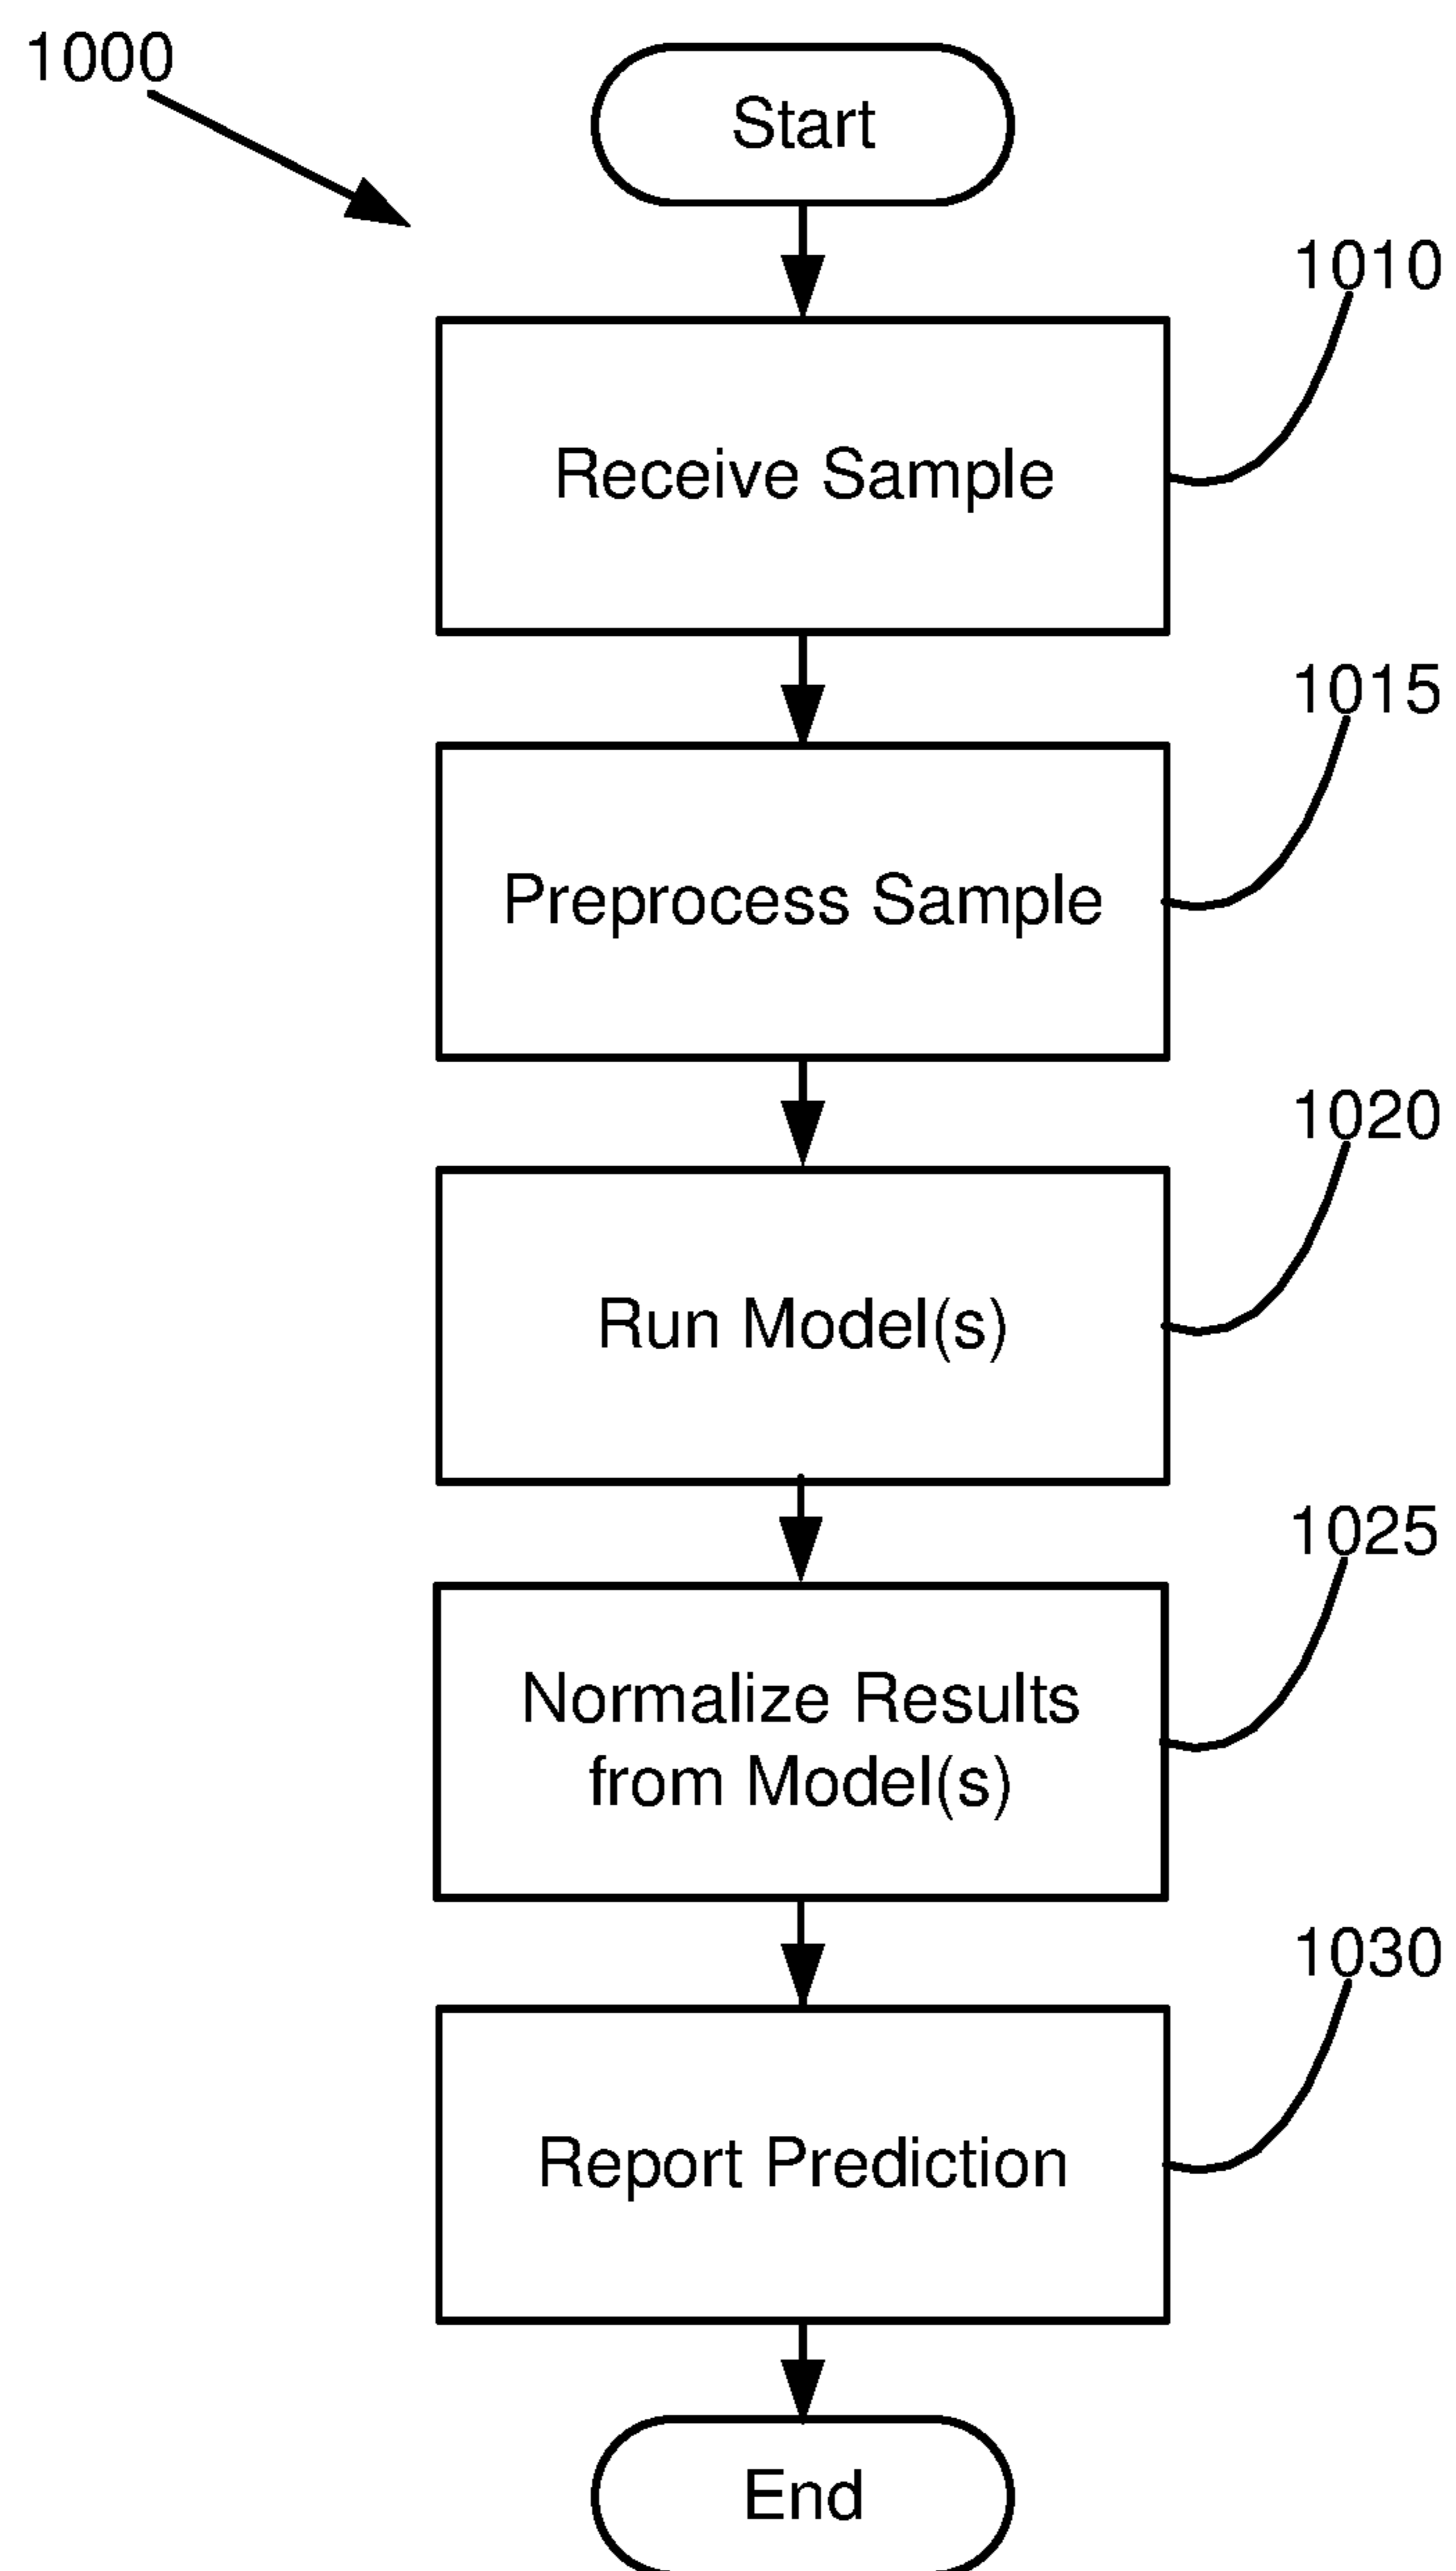 1000
Start
1010
Receive Sample
1015
Preprocess Sample
1020
Run Model(s)
1025
Normalize Results
from Model(s)
1030
Report Prediction
End